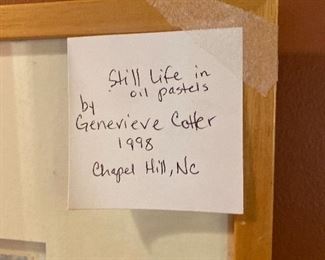 Still Life in
oil pastels
by
Genevieve Cotter
1998
Chapel Hill, NC